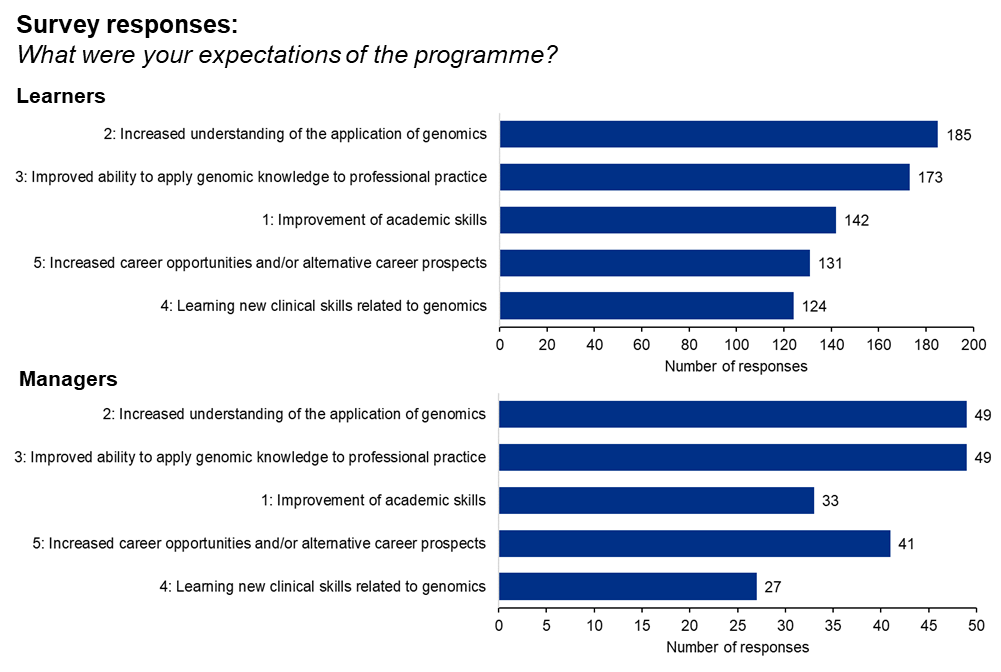 Survey responses:
What were your expectations of the programme?
Learners
2: Increased understanding of the application of genomics 185
3: Improved ability to apply genomic knowledge to professional practice 173
1: Improvement of academic skills 142
5: Increased career opportunities and/or alternative career prospects 131
4: Learning new clinical skills related to genomics 124
0 20 40 60 80 100 120 140 160 180 200
Number of responses
Managers
2: Increased understanding of the application of genomics 49
3: Improved ability to apply genomic knowledge to professional practice 49
1: Improvement of academic skills 33
5: Increased career opportunities and/or alternative career prospects 41
4: Learning new clinical skills related to genomics 27
0 5 10 15 20 25 30 35 40 45 50
Number of responses